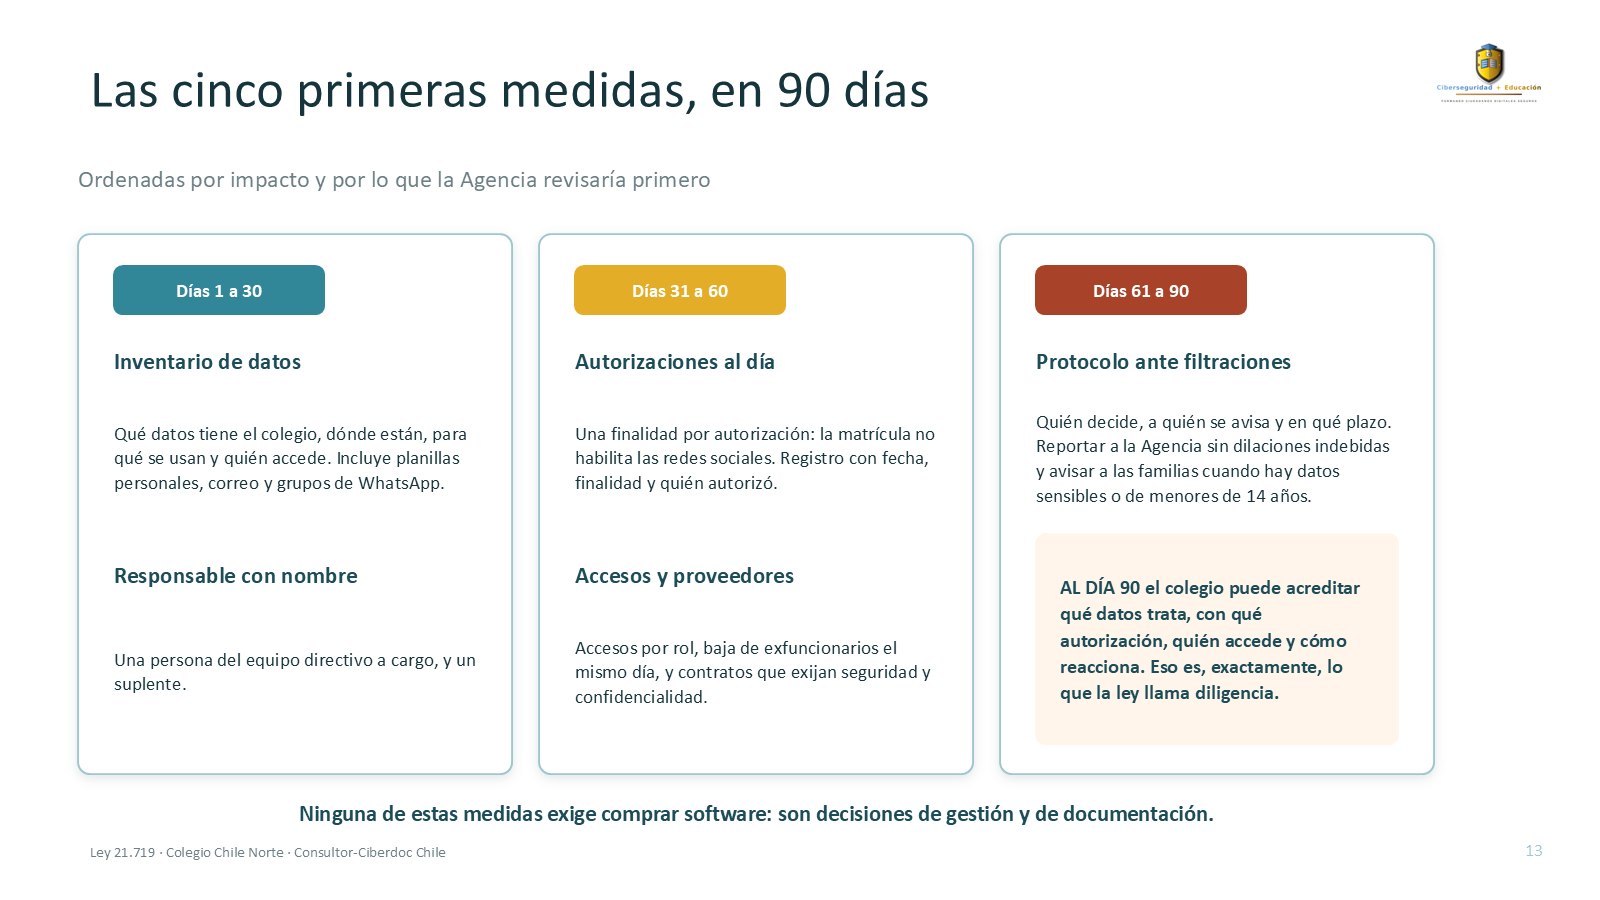 Las cinco primeras medidas, en 90 días
Ciberseguridad + Educación
FORMANDO CIUDADANOS DIGITALES SEGUROS
Ordenadas por impacto y por lo que la Agencia revisaría primero
Días 1 a 30
Inventario de datos
Qué datos tiene el colegio, dónde están, para
qué se usan y quién accede. Incluye planillas
personales, correo y grupos de WhatsApp.
Responsable con nombre
Una persona del equipo directivo a cargo, y un
suplente.
Días 31 a 60
Autorizaciones al día
Una finalidad por autorización: la matrícula no
habilita las redes sociales. Registro con fecha,
finalidad y quién autorizó.
Accesos y proveedores
Accesos por rol, baja de exfuncionarios el
mismo día, y contratos que exijan seguridad y
confidencialidad.
Días 61 a 90
Protocolo ante filtraciones
Quién decide, a quién se avisa y en qué plazo.
Reportar a la Agencia sin dilaciones indebidas
y avisar a las familias cuando hay datos
sensibles o de menores de 14 años.
AL DÍA 90 el colegio puede acreditar
qué datos trata, con qué
autorización, quién accede y cómo
reacciona. Eso es, exactamente, lo
que la ley llama diligencia.
Ninguna de estas medidas exige comprar software: son decisiones de gestión y de documentación.
Ley 21.719 · Colegio Chile Norte · Consultor-Ciberdoc Chile
13